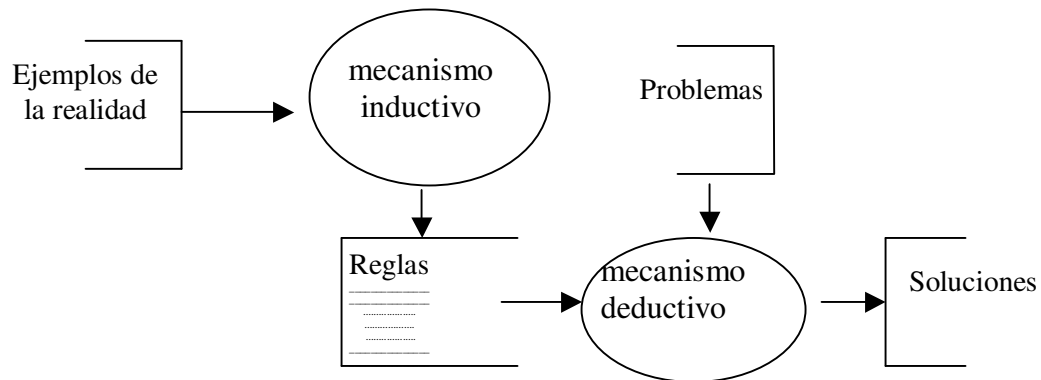 Ejemplos de
la realidad
mecanismo
inductivo
Problemas
Reglas
mecanismo
deductivo
Soluciones